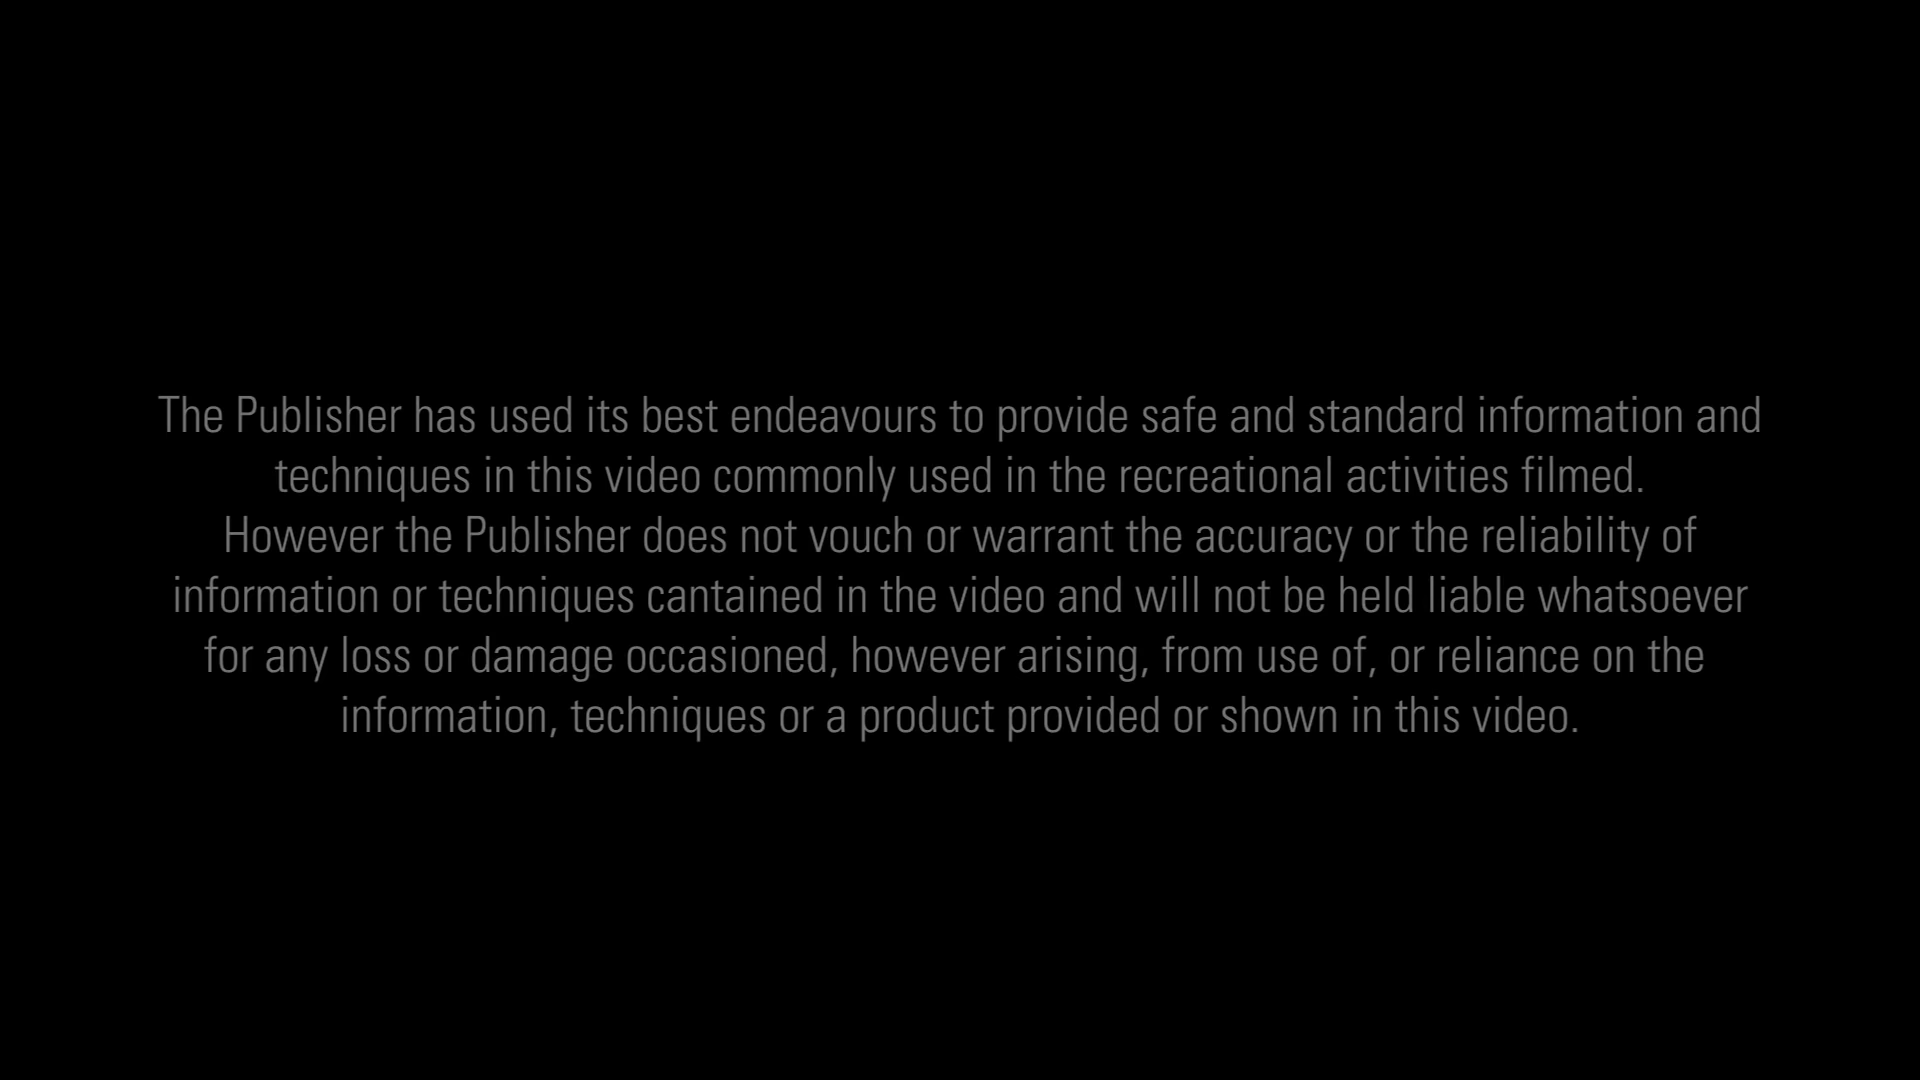 The Publisher has used its best endeavours to provide safe and standard information and
techniques in this video commonly used in the recreational activities filmed.
However the Publisher does not vouch or warrant the accuracy or the reliability of
information or techniques cantained in the video and will not be held liable whatsoever
for any loss or damage occasioned, however arising, from use of, or reliance on the
information, techniques or a product provided or shown in this video.